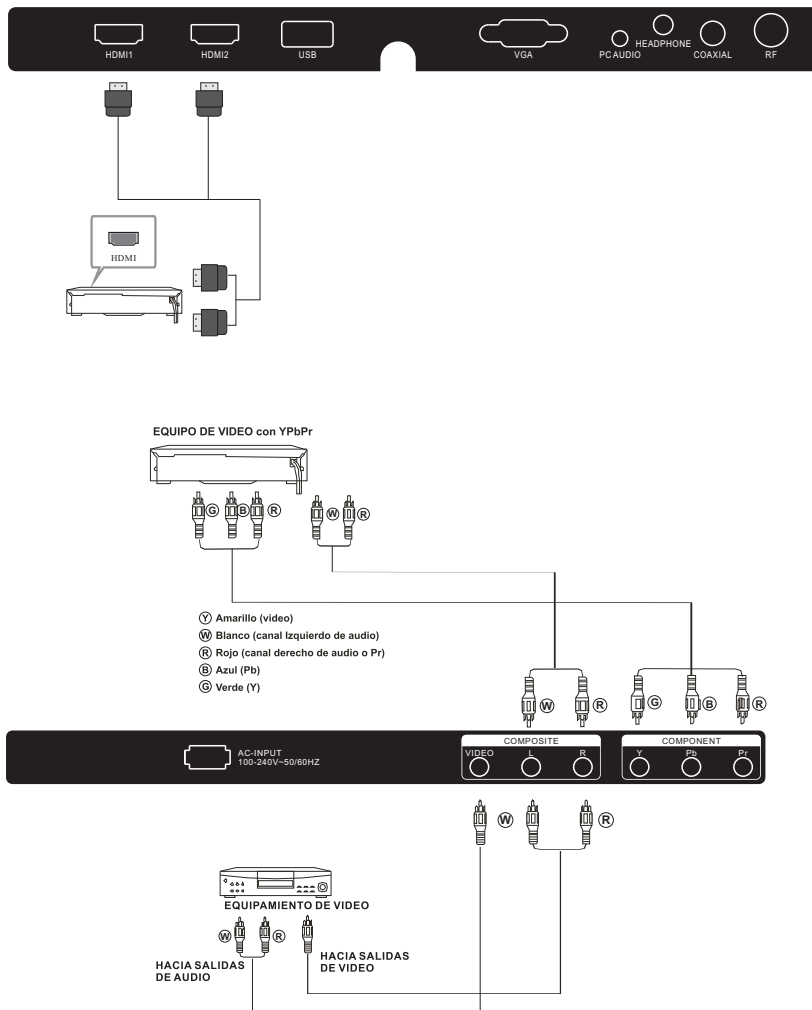 HDMI1 HDMI2 USB VGA PC AUDIO HEADPHONE COAXIAL RF
HDMI
EQUIPO DE VIDEO con YPbPr
G B R W R
Y Amarillo (video)
W Blanco (canal Izquierdo de audio)
R Rojo (canal derecho de audio o Pr)
B Azul (Pb)
G Verde (Y)
W R G B R
AC-INPUT
100-240V~50/60HZ
COMPOSITE COMPONENT
VIDEO L R Y Pb Pr
W R
EQUIPAMIENTO DE VIDEO
W R
HACIA SALIDAS
DE AUDIO
HACIA SALIDAS
DE VIDEO